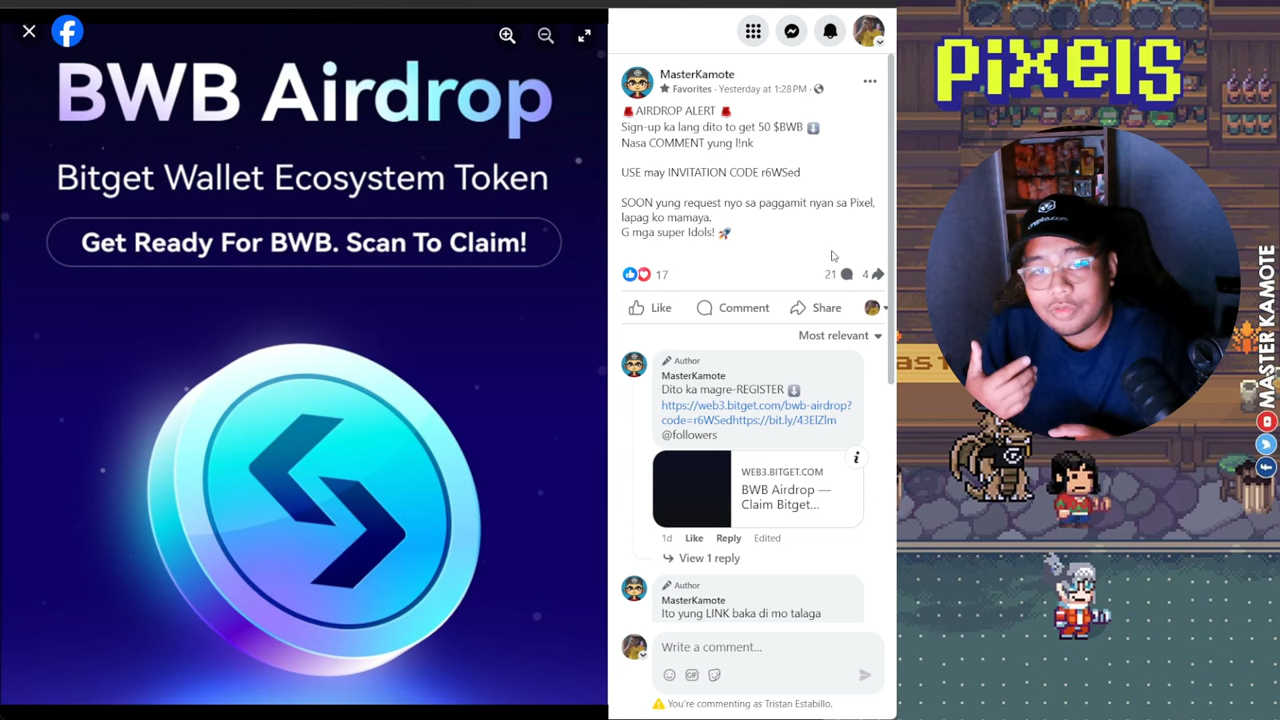 BWB Airdrop
Bitget Wallet Ecosystem Token
Get Ready For BWB. Scan To Claim!
MasterKamote
Favorites · Yesterday at 1:28 PM ·
AIRDROP ALERT
Sign-up ka lang dito to get 50 $BWB
Nasa COMMENT yung l!nk
USE may INVITATION CODE r6WSed
SOON yung request nyo sa paggamit nyan sa Pixel,
lapag ko mamaya.
G mga super Idols!
17
21
4
Like
Comment
Share
Most relevant
Author
MasterKamote
Dito ka magre-REGISTER
https://web3.bitget.com/bwb-airdrop?
code=r6WSedhttps://bit.ly/43ElZlm
@followers
WEB3.BITGET.COM
BWB Airdrop —
Claim Bitget...
1d Like Reply Edited
View 1 reply
Author
MasterKamote
Ito yung LINK baka di mo talaga
Write a comment...
GIF
You're commenting as Tristan Estabillo.
pixels
MASTER KAMOTE